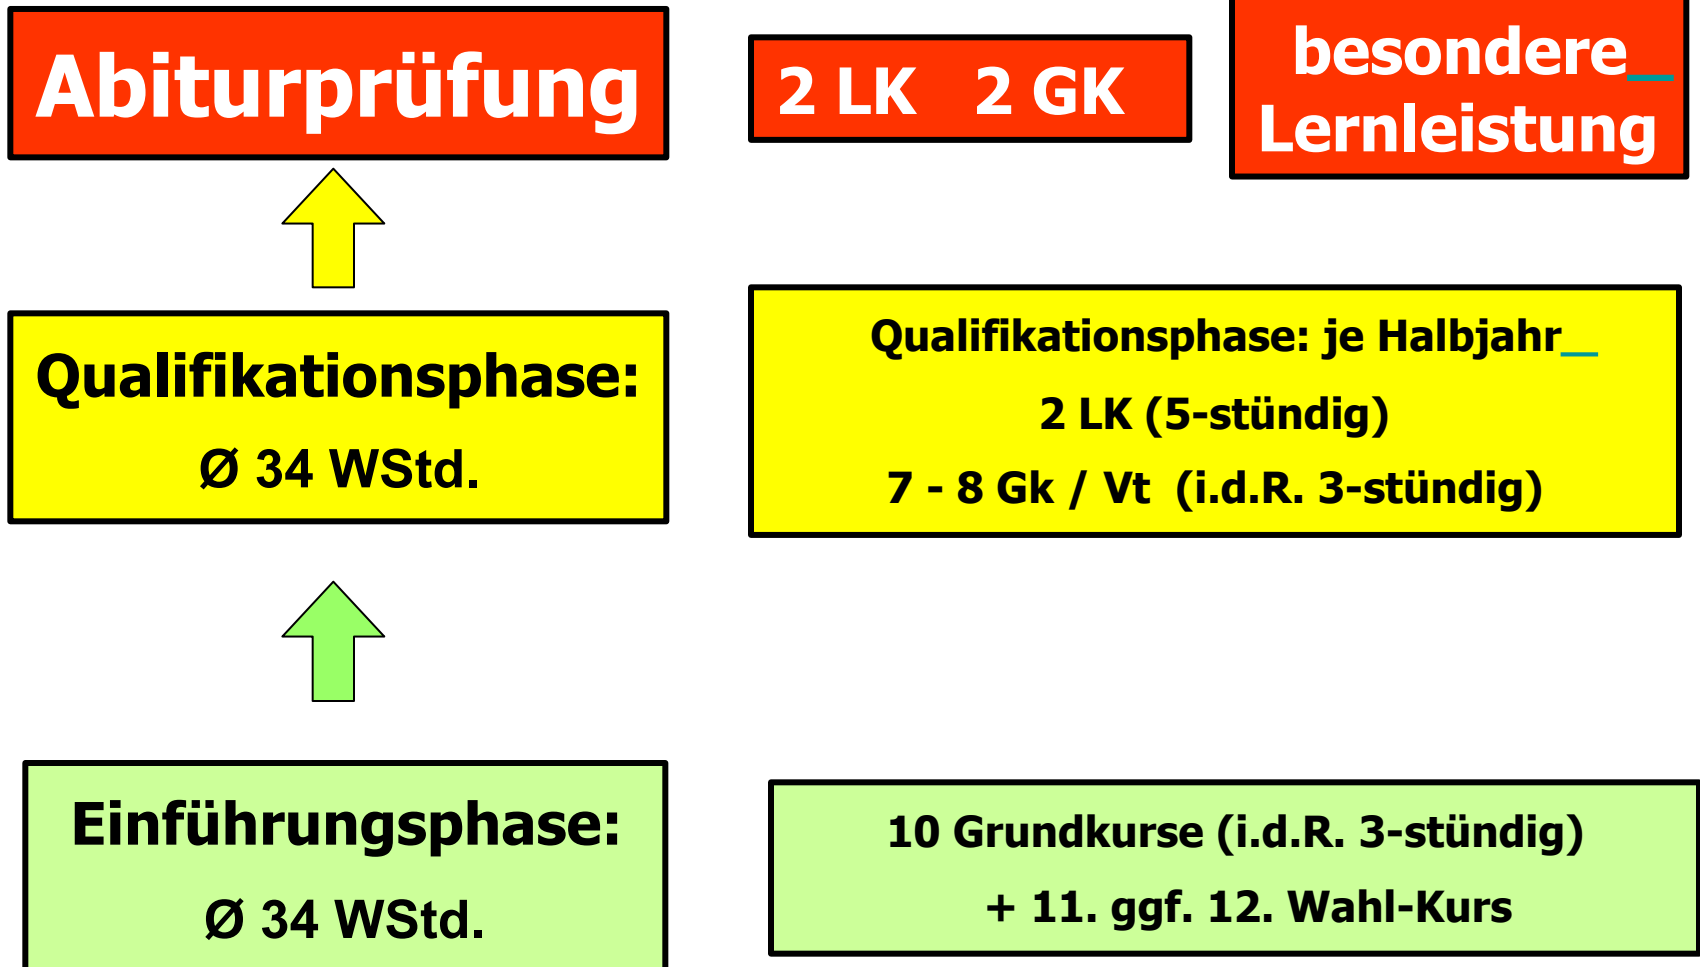 Abiturprüfung
2 LK 2 GK
besondere
Lernleistung
Qualifikationsphase:
Ø 34 WStd.
Qualifikationsphase: je Halbjahr
2 LK (5-stündig)
7 - 8 Gk / Vt (i.d.R. 3-stündig)
Einführungsphase:
Ø 34 WStd.
10 Grundkurse (i.d.R. 3-stündig)
+ 11. ggf. 12. Wahl-Kurs